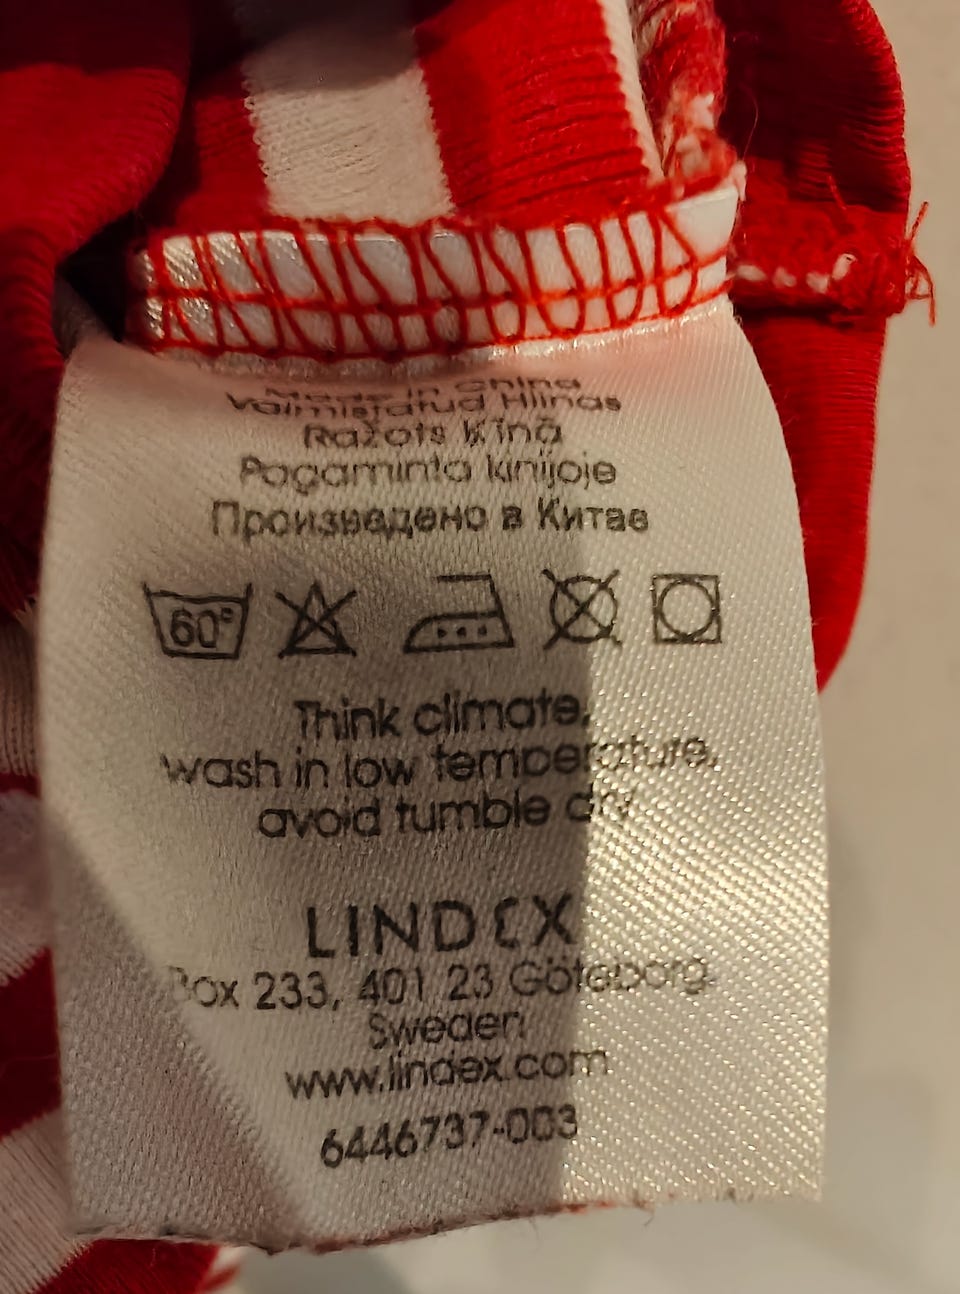 Made in China
Valmistatud Hiinas
Ražots Ķīnā
Pagaminta kinijoje
Произведено в Китае
60°
Think climate,
wash in low temperature,
avoid tumble dry
LINDEX
Box 233, 401 23 Göteborg
Sweden
www.lindex.com
6446737-003